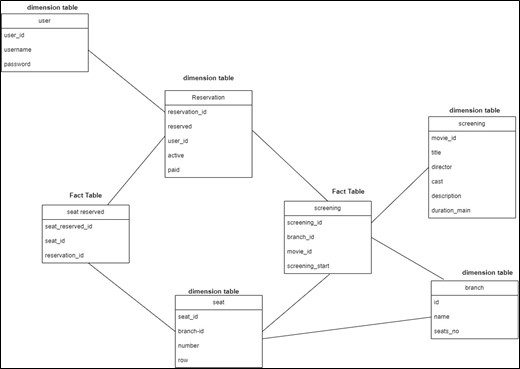 dimension table
user
user_id
username
password
dimension table
Reservation
reservation_id
reserved
user_id
active
paid
dimension table
screening
movie_id
title
director
cast
description
duration_main
Fact Table
seat reserved
seat_reserved_id
seat_id
reservation_id
Fact Table
screening
screening_id
branch_id
movie_id
screening_start
dimension table
branch
id
name
seats_no
dimension table
seat
seat_id
branch-id
number
row